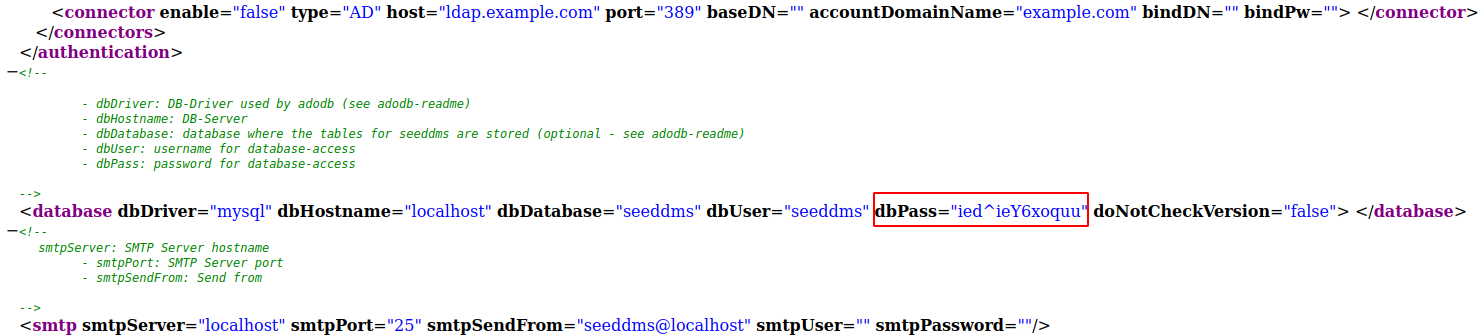 <connector enable="false" type="AD" host="ldap.example.com" port="389" baseDN="" accountDomainName="example.com" bindDN="" bindPw=""> </connector>
</connectors>
</authentication>
−<!--
- dbDriver: DB-Driver used by adodb (see adodb-readme)
- dbHostname: DB-Server
- dbDatabase: database where the tables for seeddms are stored (optional - see adodb-readme)
- dbUser: username for database-access
- dbPass: password for database-access
-->
<database dbDriver="mysql" dbHostname="localhost" dbDatabase="seeddms" dbUser="seeddms" dbPass="ied^ieY6xoquu" doNotCheckVersion="false"> </database>
−<!--
smtpServer: SMTP Server hostname
- smtpPort: SMTP Server port
- smtpSendFrom: Send from
-->
<smtp smtpServer="localhost" smtpPort="25" smtpSendFrom="seeddms@localhost" smtpUser="" smtpPassword=""/>